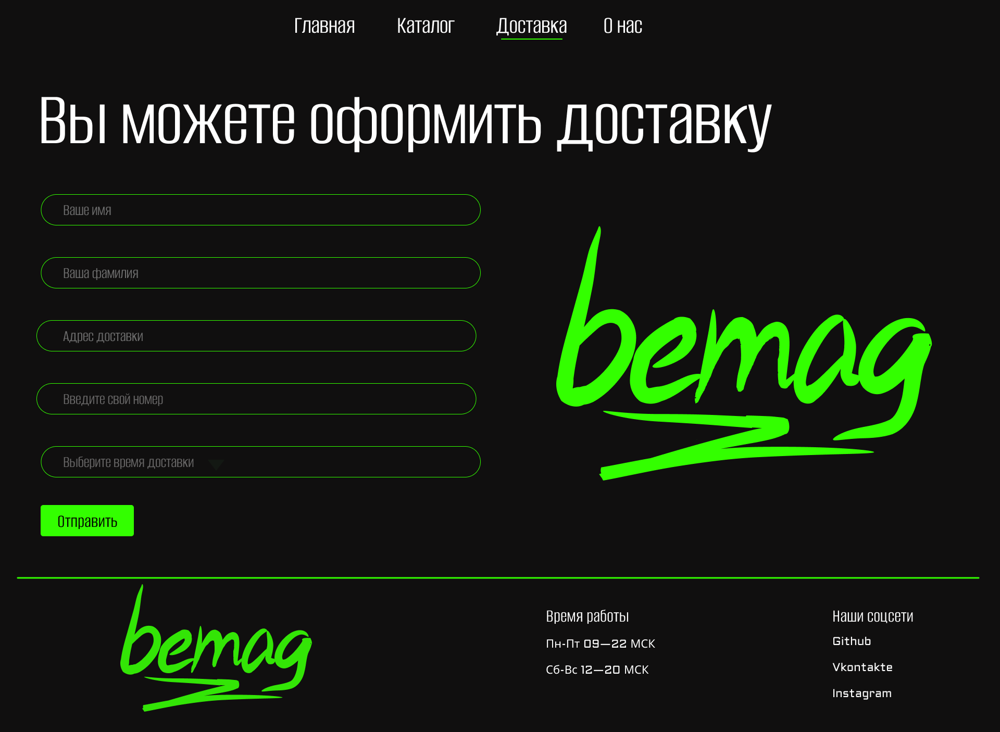 Главная Каталог Доставка О нас
Вы можете оформить доставку
Ваше имя
Ваша фамилия
Адрес доставки
Введите свой номер
Выберите время доставки
bemag
Отправить
bemag
Время работы
Пн-Пт 09—22 МСК
Сб-Вс 12—20 МСК
Наши соцсети
Github
Vkontakte
Instagram